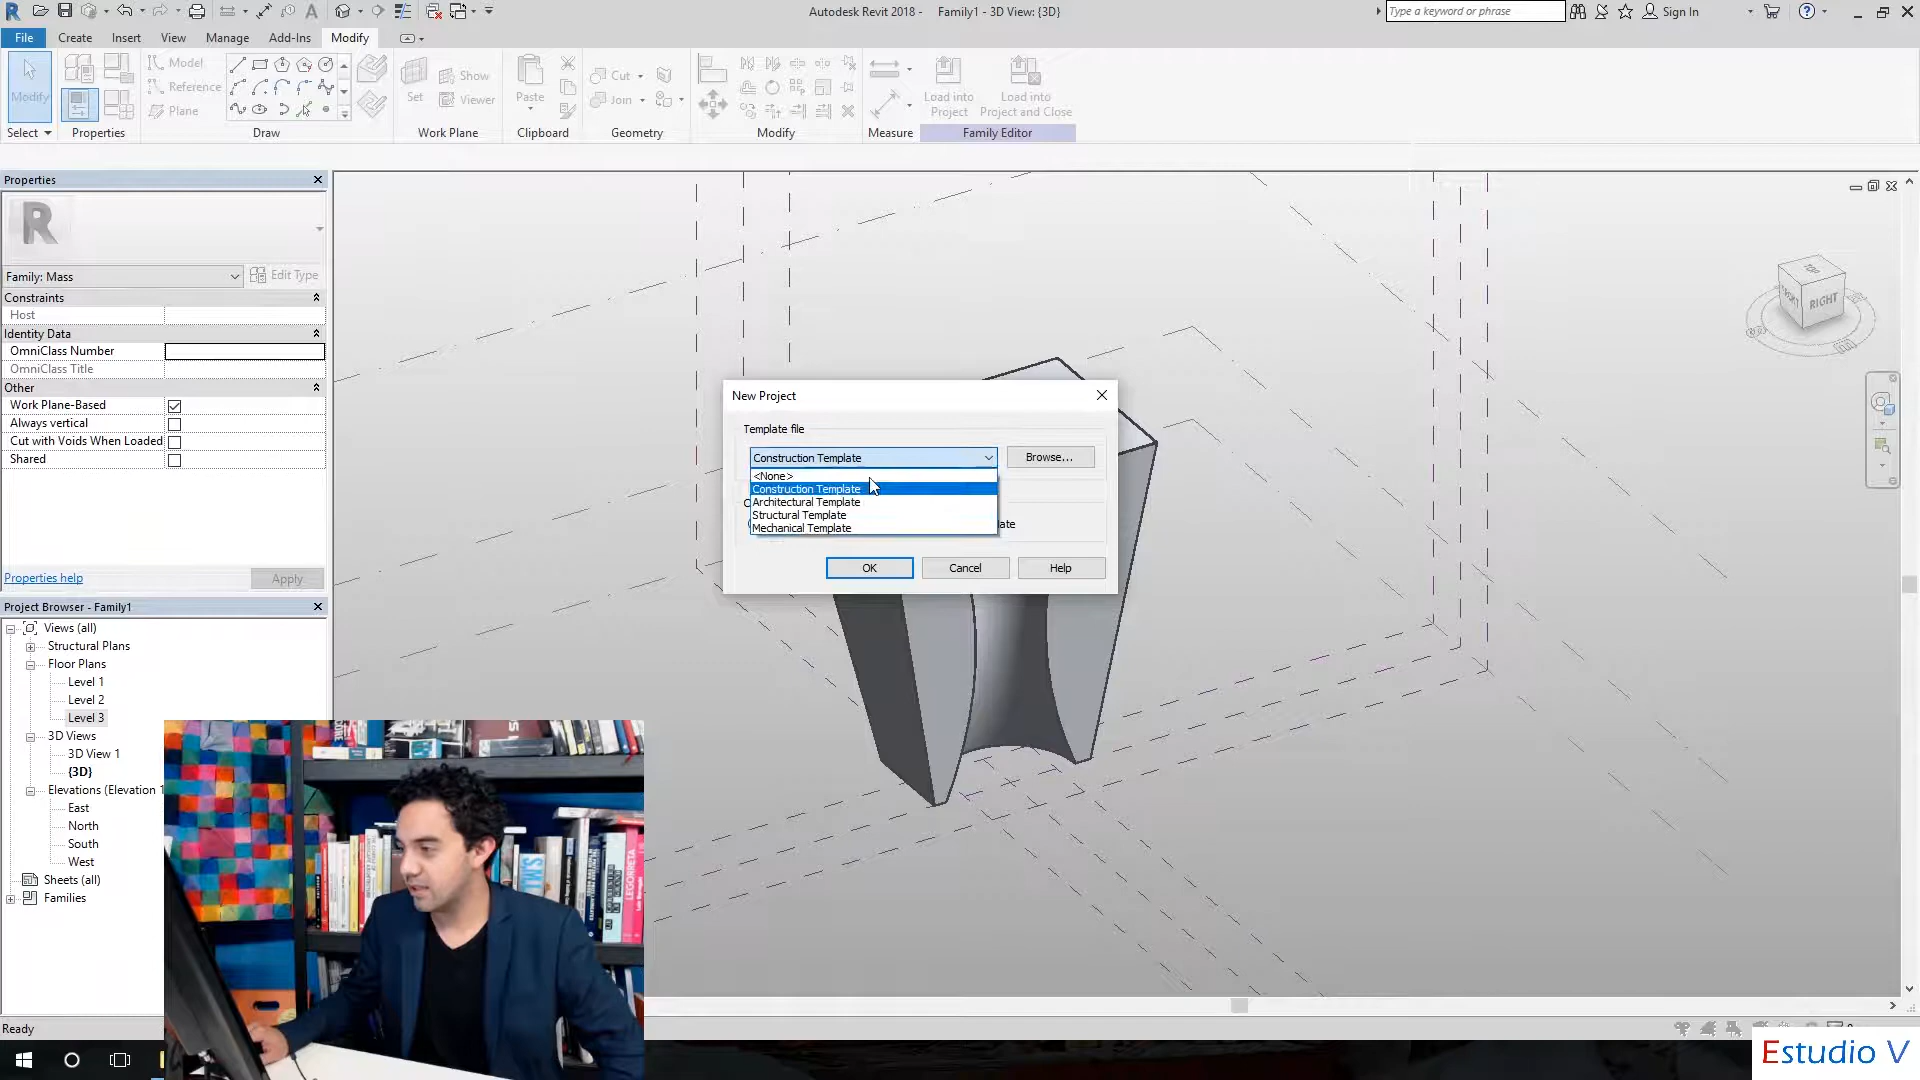 Autodesk Revit 2018 - Family1 - 3D View: {3D}
Type a keyword or phrase
Sign In
File Create Insert View Manage Add-Ins Modify
Modify
Model
Reference
Plane
Set
Show
Viewer
Paste
Cut
Join
Load into Project
Load into Project and Close
Select Properties Draw Work Plane Clipboard Geometry Modify Measure Family Editor
Properties
Family: Mass
Edit Type
Constraints
Host
Identity Data
OmniClass Number
OmniClass Title
Other
Work Plane-Based
Always vertical
Cut with Voids When Loaded
Shared
Properties help
Apply
Project Browser - Family1
Views (all)
Structural Plans
Floor Plans
Level 1
Level 2
Level 3
3D Views
3D View 1
{3D}
Elevations (Elevation 1
East
North
South
West
Sheets (all)
Families
Ready
New Project
Template file
Construction Template
Browse...
<None>
Construction Template
Architectural Template
Structural Template
Mechanical Template
OK
Cancel
Help
TOP
RIGHT
LEGORRETA
Estudio V